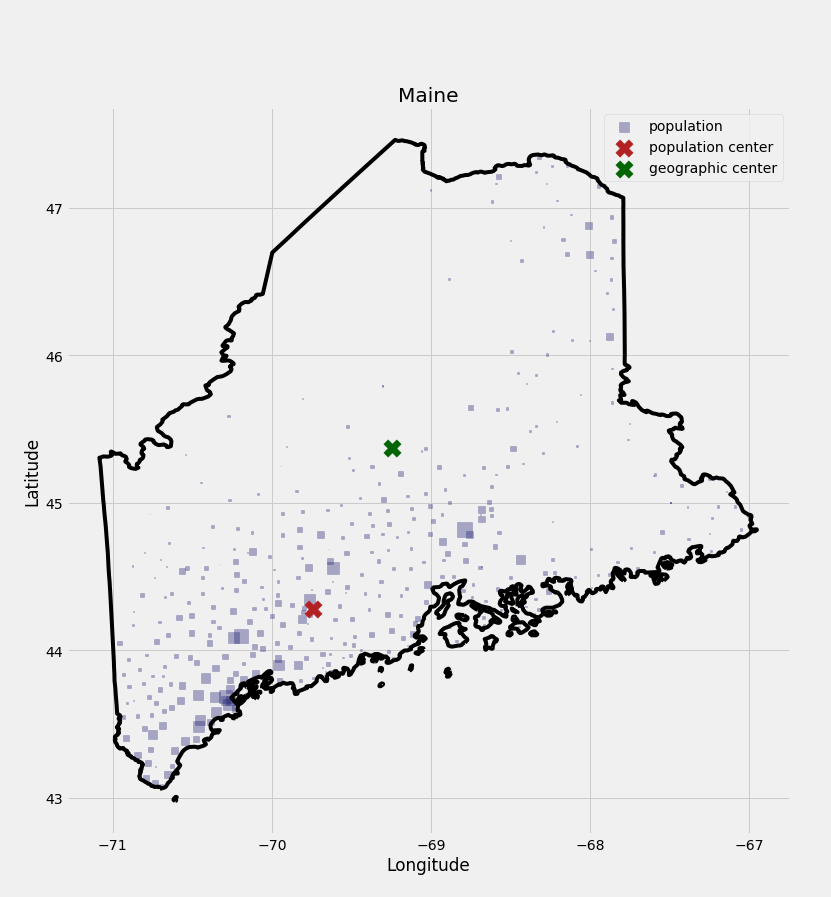 Maine
population
population center
geographic center
47
46
45
44
43
Latitude
−71
−70
−69
−68
−67
Longitude